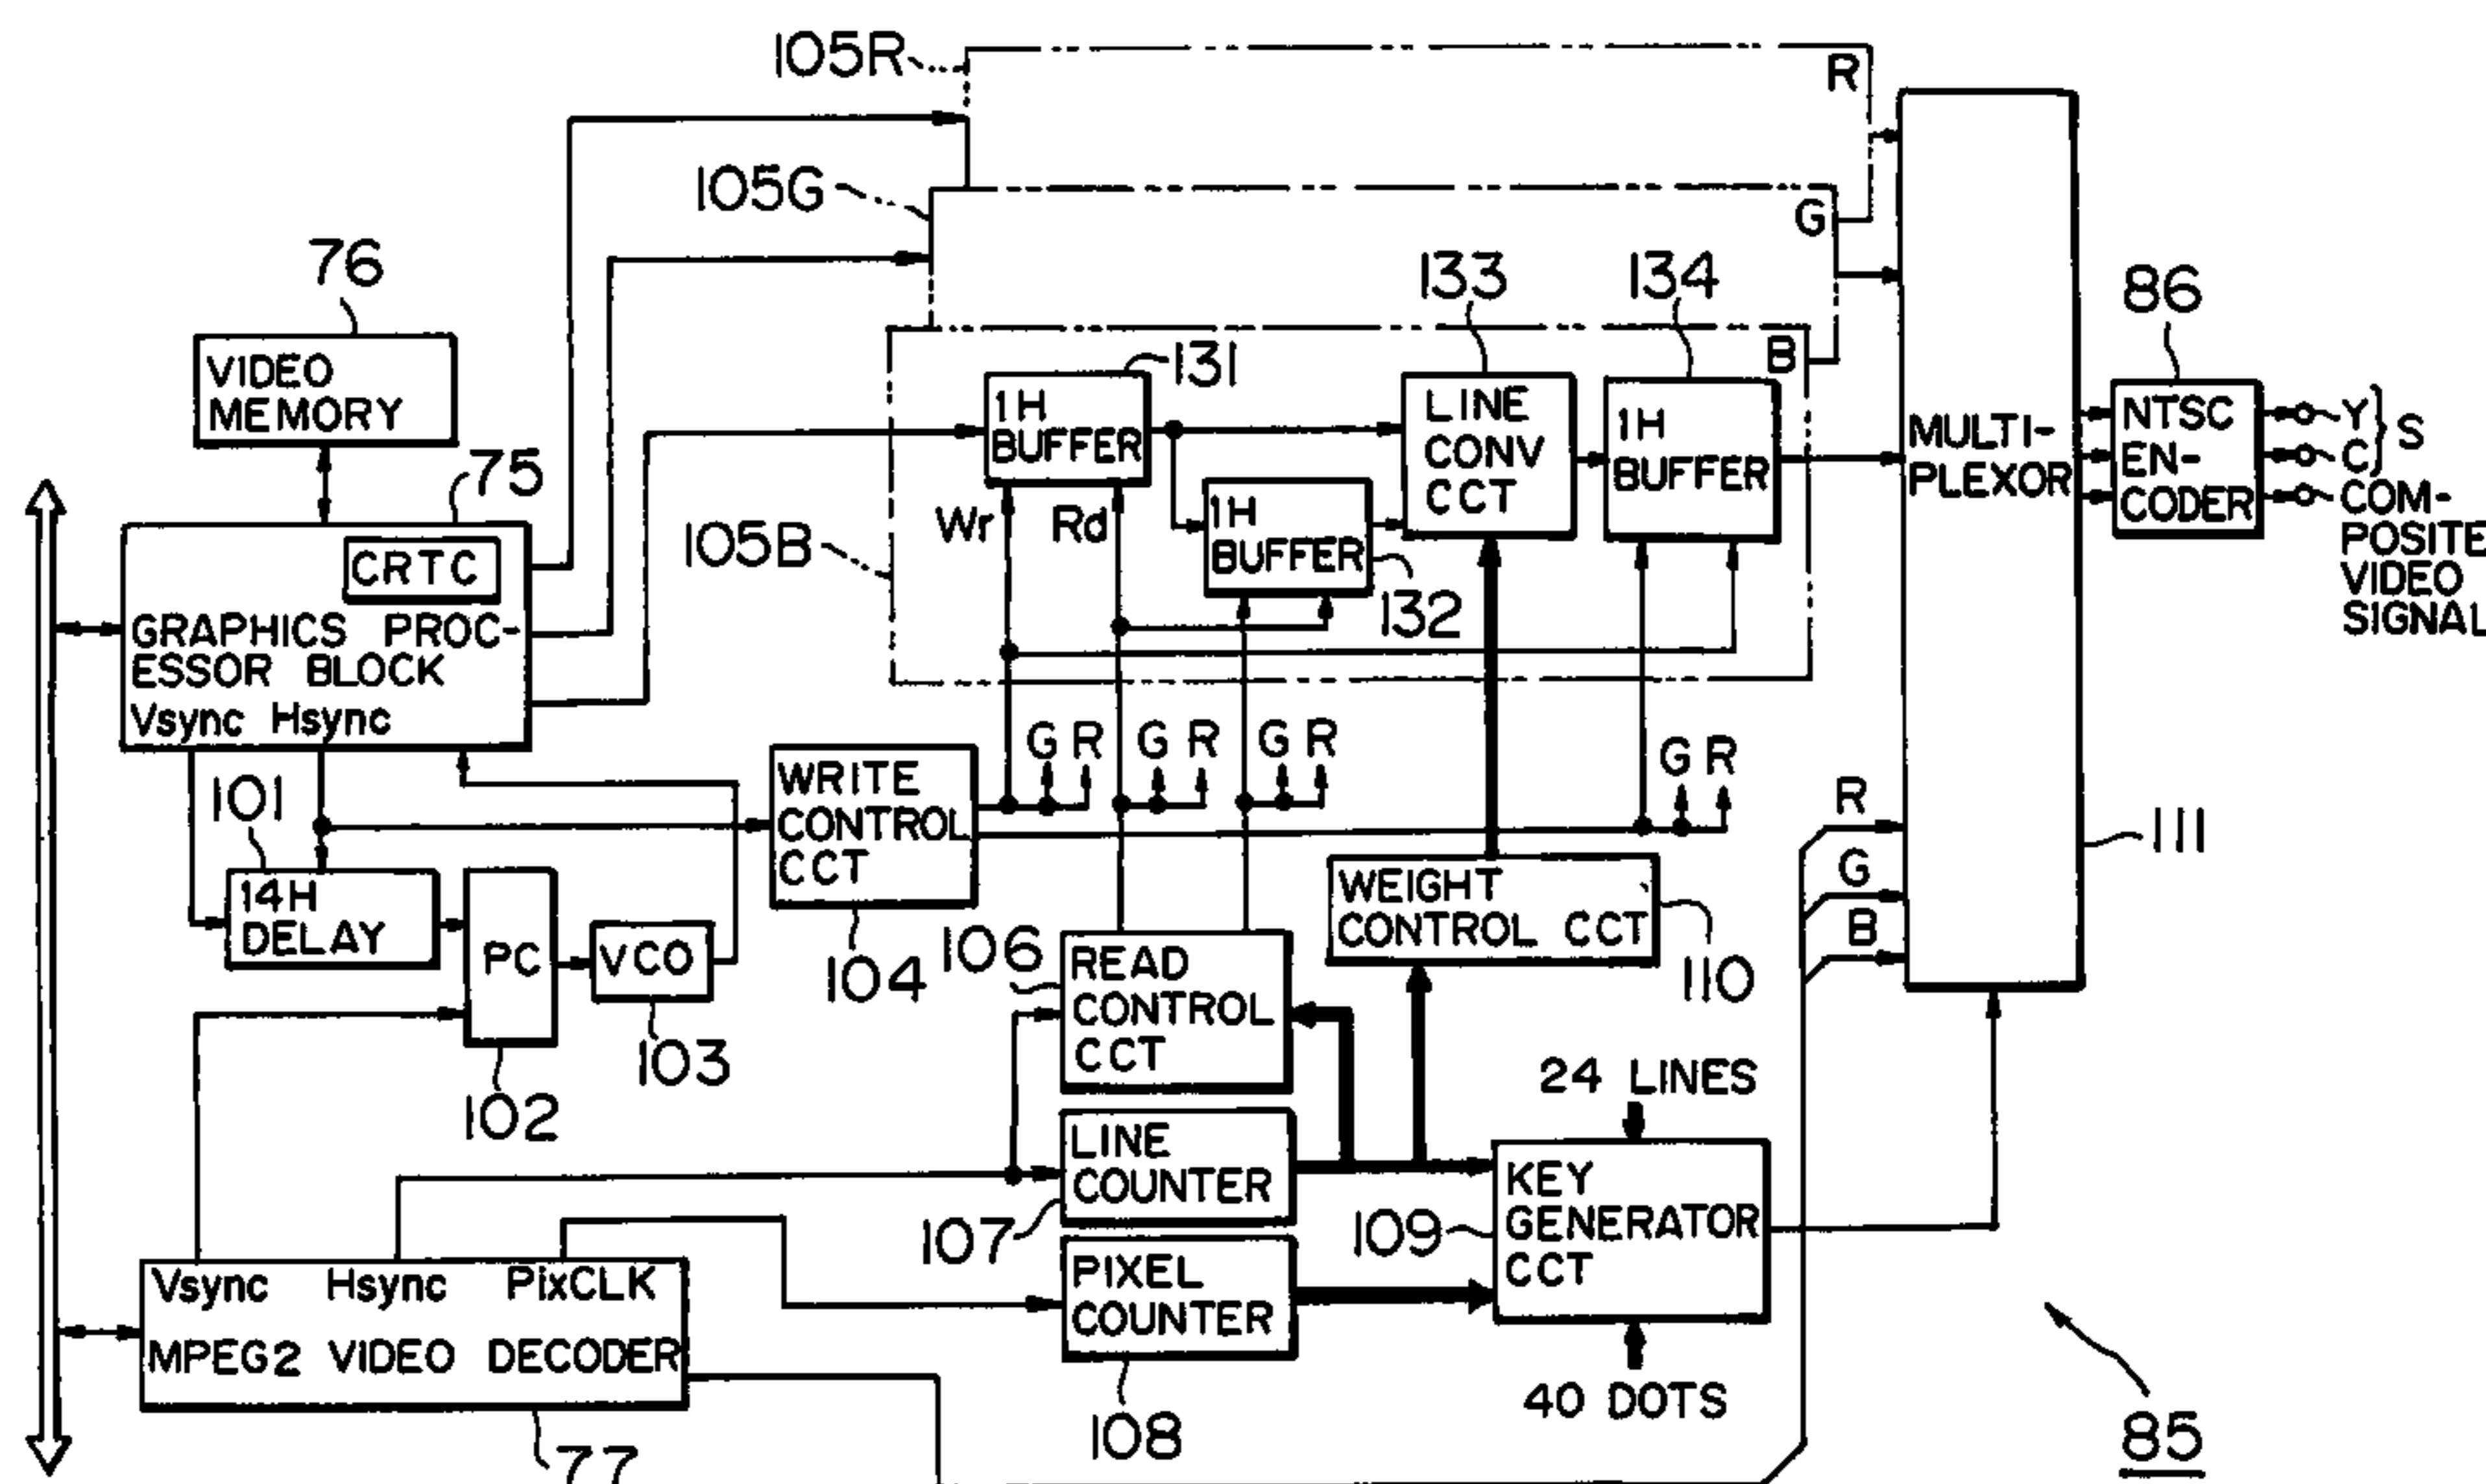 105R
R
105G
G
76
133
134
86
VIDEO
MEMORY
131
B
1H
BUFFER
LINE
CONV
CCT
1H
BUFFER
MULTI-
PLEXOR
NTSC
EN-
CODER
Y
C
S
COM-
POSITE
VIDEO
SIGNAL
75
CRTC
105B
Wr
Rd
1H
BUFFER
132
GRAPHICS PROC-
ESSOR BLOCK
Vsync Hsync
G R
G R
G R
G R
101
WRITE
CONTROL
CCT
R
G
B
111
14H
DELAY
PC
VCO
104
106
READ
CONTROL
CCT
WEIGHT
CONTROL CCT
110
103
102
24 LINES
LINE
COUNTER
107
KEY
GENERATOR
CCT
109
PIXEL
COUNTER
Vsync Hsync PixCLK
MPEG2 VIDEO DECODER
108
40 DOTS
77
85